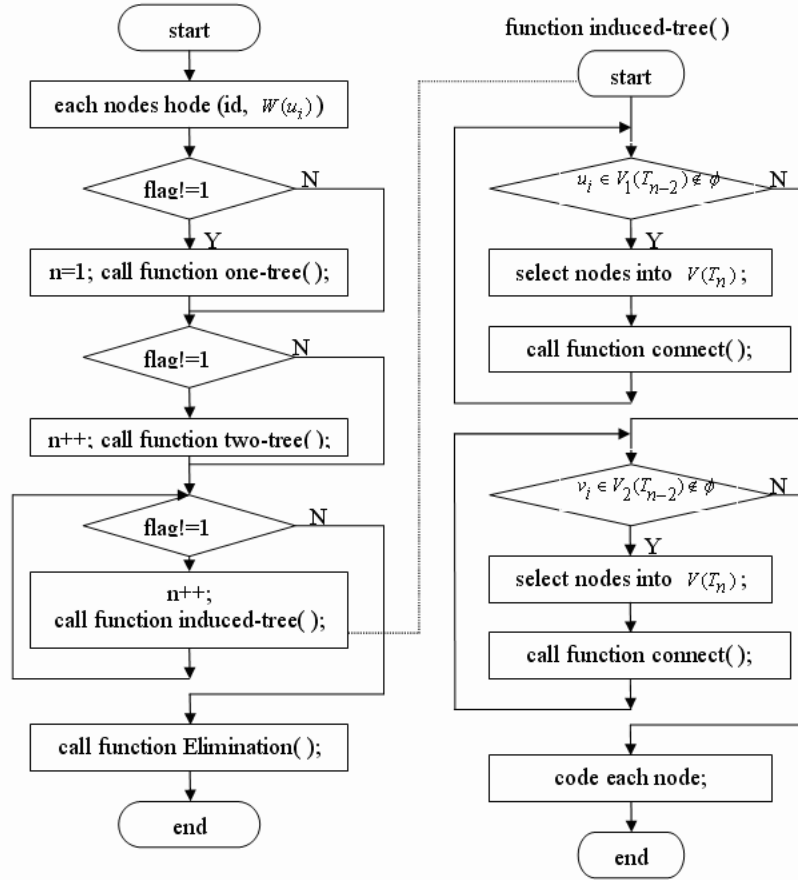 start
each nodes hode (id, W(u_i))
flag!=1
N
Y
n=1; call function one-tree( );
flag!=1
N
n++; call function two-tree( );
flag!=1
N
n++;
call function induced-tree( );
call function Elimination( );
end
function induced-tree( )
start
u_i ∈ V_1(T_{n-2}) ∉ ϕ
N
Y
select nodes into V(T_n) ;
call function connect( );
v_i ∈ V_2(T_{n-2}) ∉ ϕ
N
Y
select nodes into V(T_n) ;
call function connect( );
code each node;
end